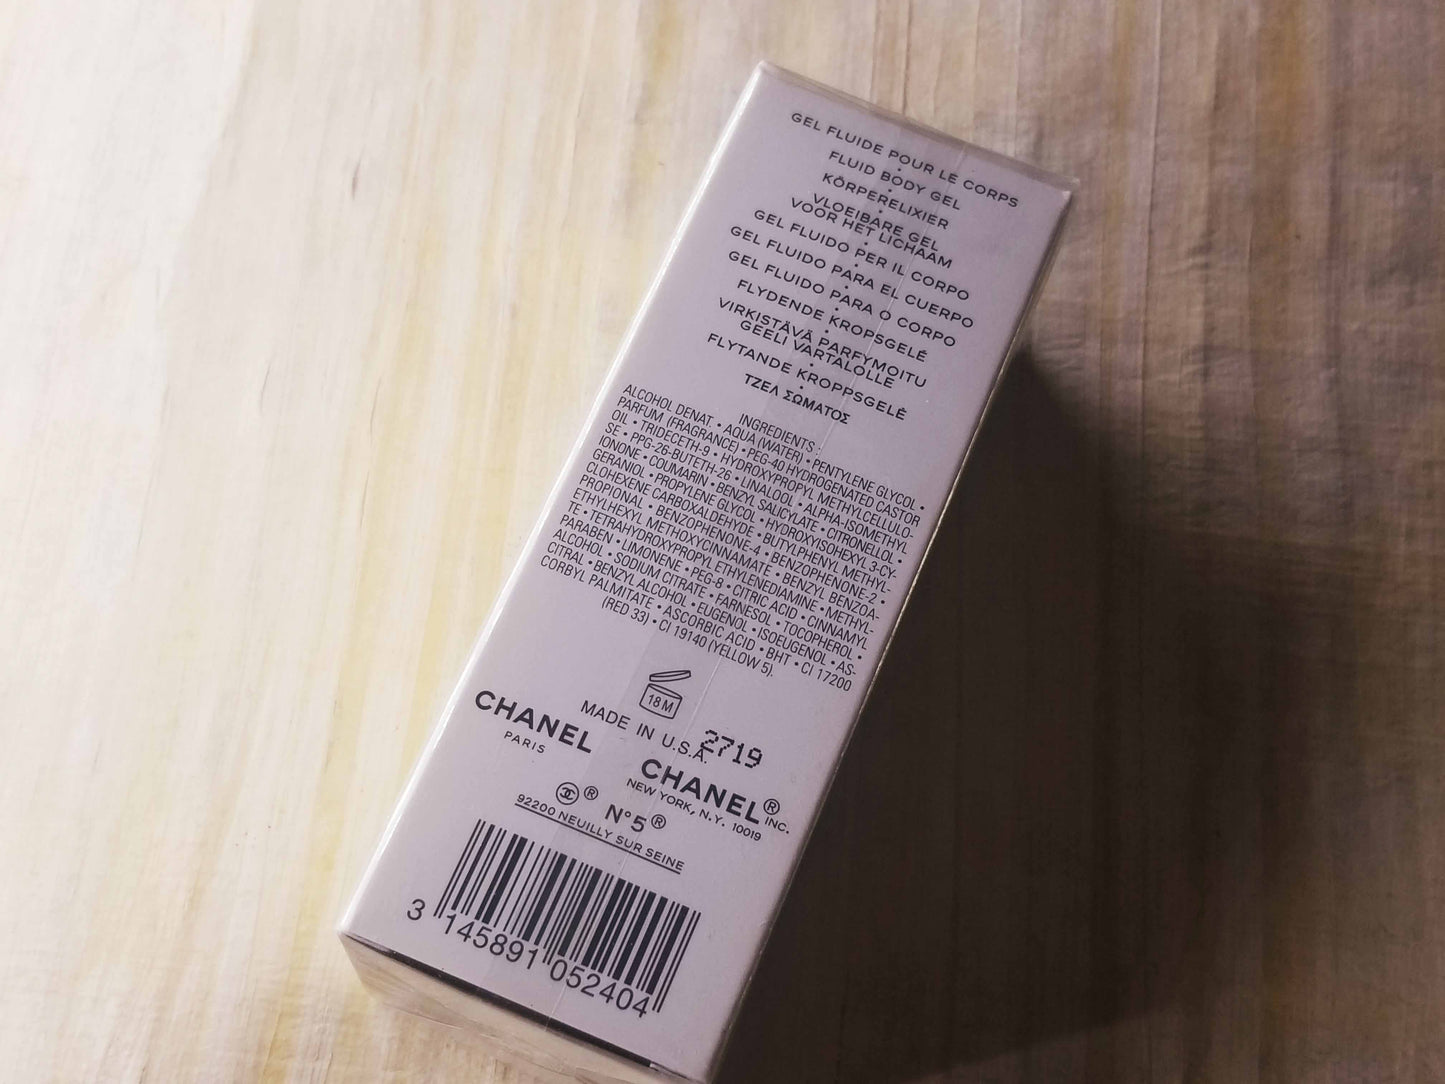 GEL FLUIDE POUR LE CORPS
•
FLUID BODY GEL
•
KÖRPERELIXIER
•
VLOEIBARE GEL
VOOR HET LICHAAM
•
GEL FLUIDO PER IL CORPO
•
GEL FLUIDO PARA EL CUERPO
•
GEL FLUIDO PARA O CORPO
•
FLYDENDE KROPSGELÉ
•
VIRKISTÄVÄ PARFYMOITU
GEELI VARTALOLLE
•
FLYTANDE KROPPSGELÉ
•
ΤΖΕΛ ΣΩΜΑΤΟΣ
INGREDIENTS
ALCOHOL DENAT. • AQUA (WATER) • PENTYLENE GLYCOL •
PARFUM (FRAGRANCE) • PEG-40 HYDROGENATED CASTOR
OIL • TRIDECETH-9 • HYDROXYPROPYL METHYLCELLULO-
SE • PPG-26-BUTETH-26 • LINALOOL • ALPHA-ISOMETHYL
IONONE • COUMARIN • BENZYL SALICYLATE • CITRONELLOL •
GERANIOL • PROPYLENE GLYCOL • HYDROXYISOHEXYL 3-CY-
CLOHEXENE CARBOXALDEHYDE • BUTYLPHENYL METHYL-
PROPIONAL • BENZOPHENONE-4 • BENZOPHENONE-2 •
ETHYLHEXYL METHOXYCINNAMATE • BENZYL BENZOA-
TE • TETRAHYDROXYPROPYL ETHYLENEDIAMINE • METHYL-
PARABEN • LIMONENE • PEG-8 • CITRIC ACID • CINNAMYL
ALCOHOL • SODIUM CITRATE • FARNESOL • TOCOPHEROL •
CITRAL • BENZYL ALCOHOL • EUGENOL • ISOEUGENOL • AS-
CORBYL PALMITATE • ASCORBIC ACID • BHT • CI 17200
(RED 33) • CI 19140 (YELLOW 5).
18 M
MADE IN U.S.A.
2719
CHANEL
PARIS
CHANEL® INC.
NEW YORK, N.Y. 10019
®
N°5®
92200 NEUILLY SUR SEINE
3 145891 052404